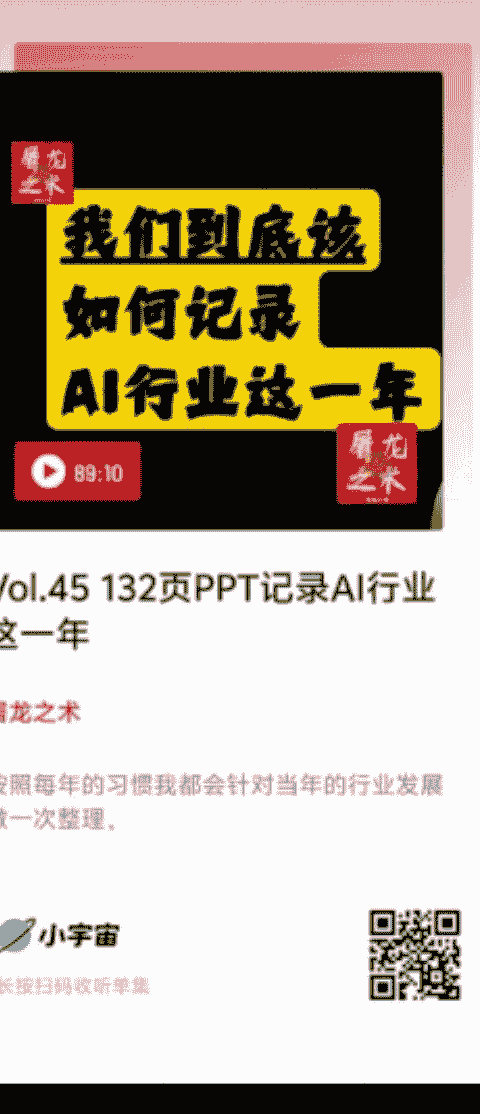 屠龙
之术
我们到底该
如何记录
AI行业这一年
89:10
屠龙
之术
Vol.45 132页PPT记录AI行业
这一年
屠龙之术
按照每年的习惯我都会针对当年的行业发展
做一次整理。
小宇宙
长按扫码收听单集